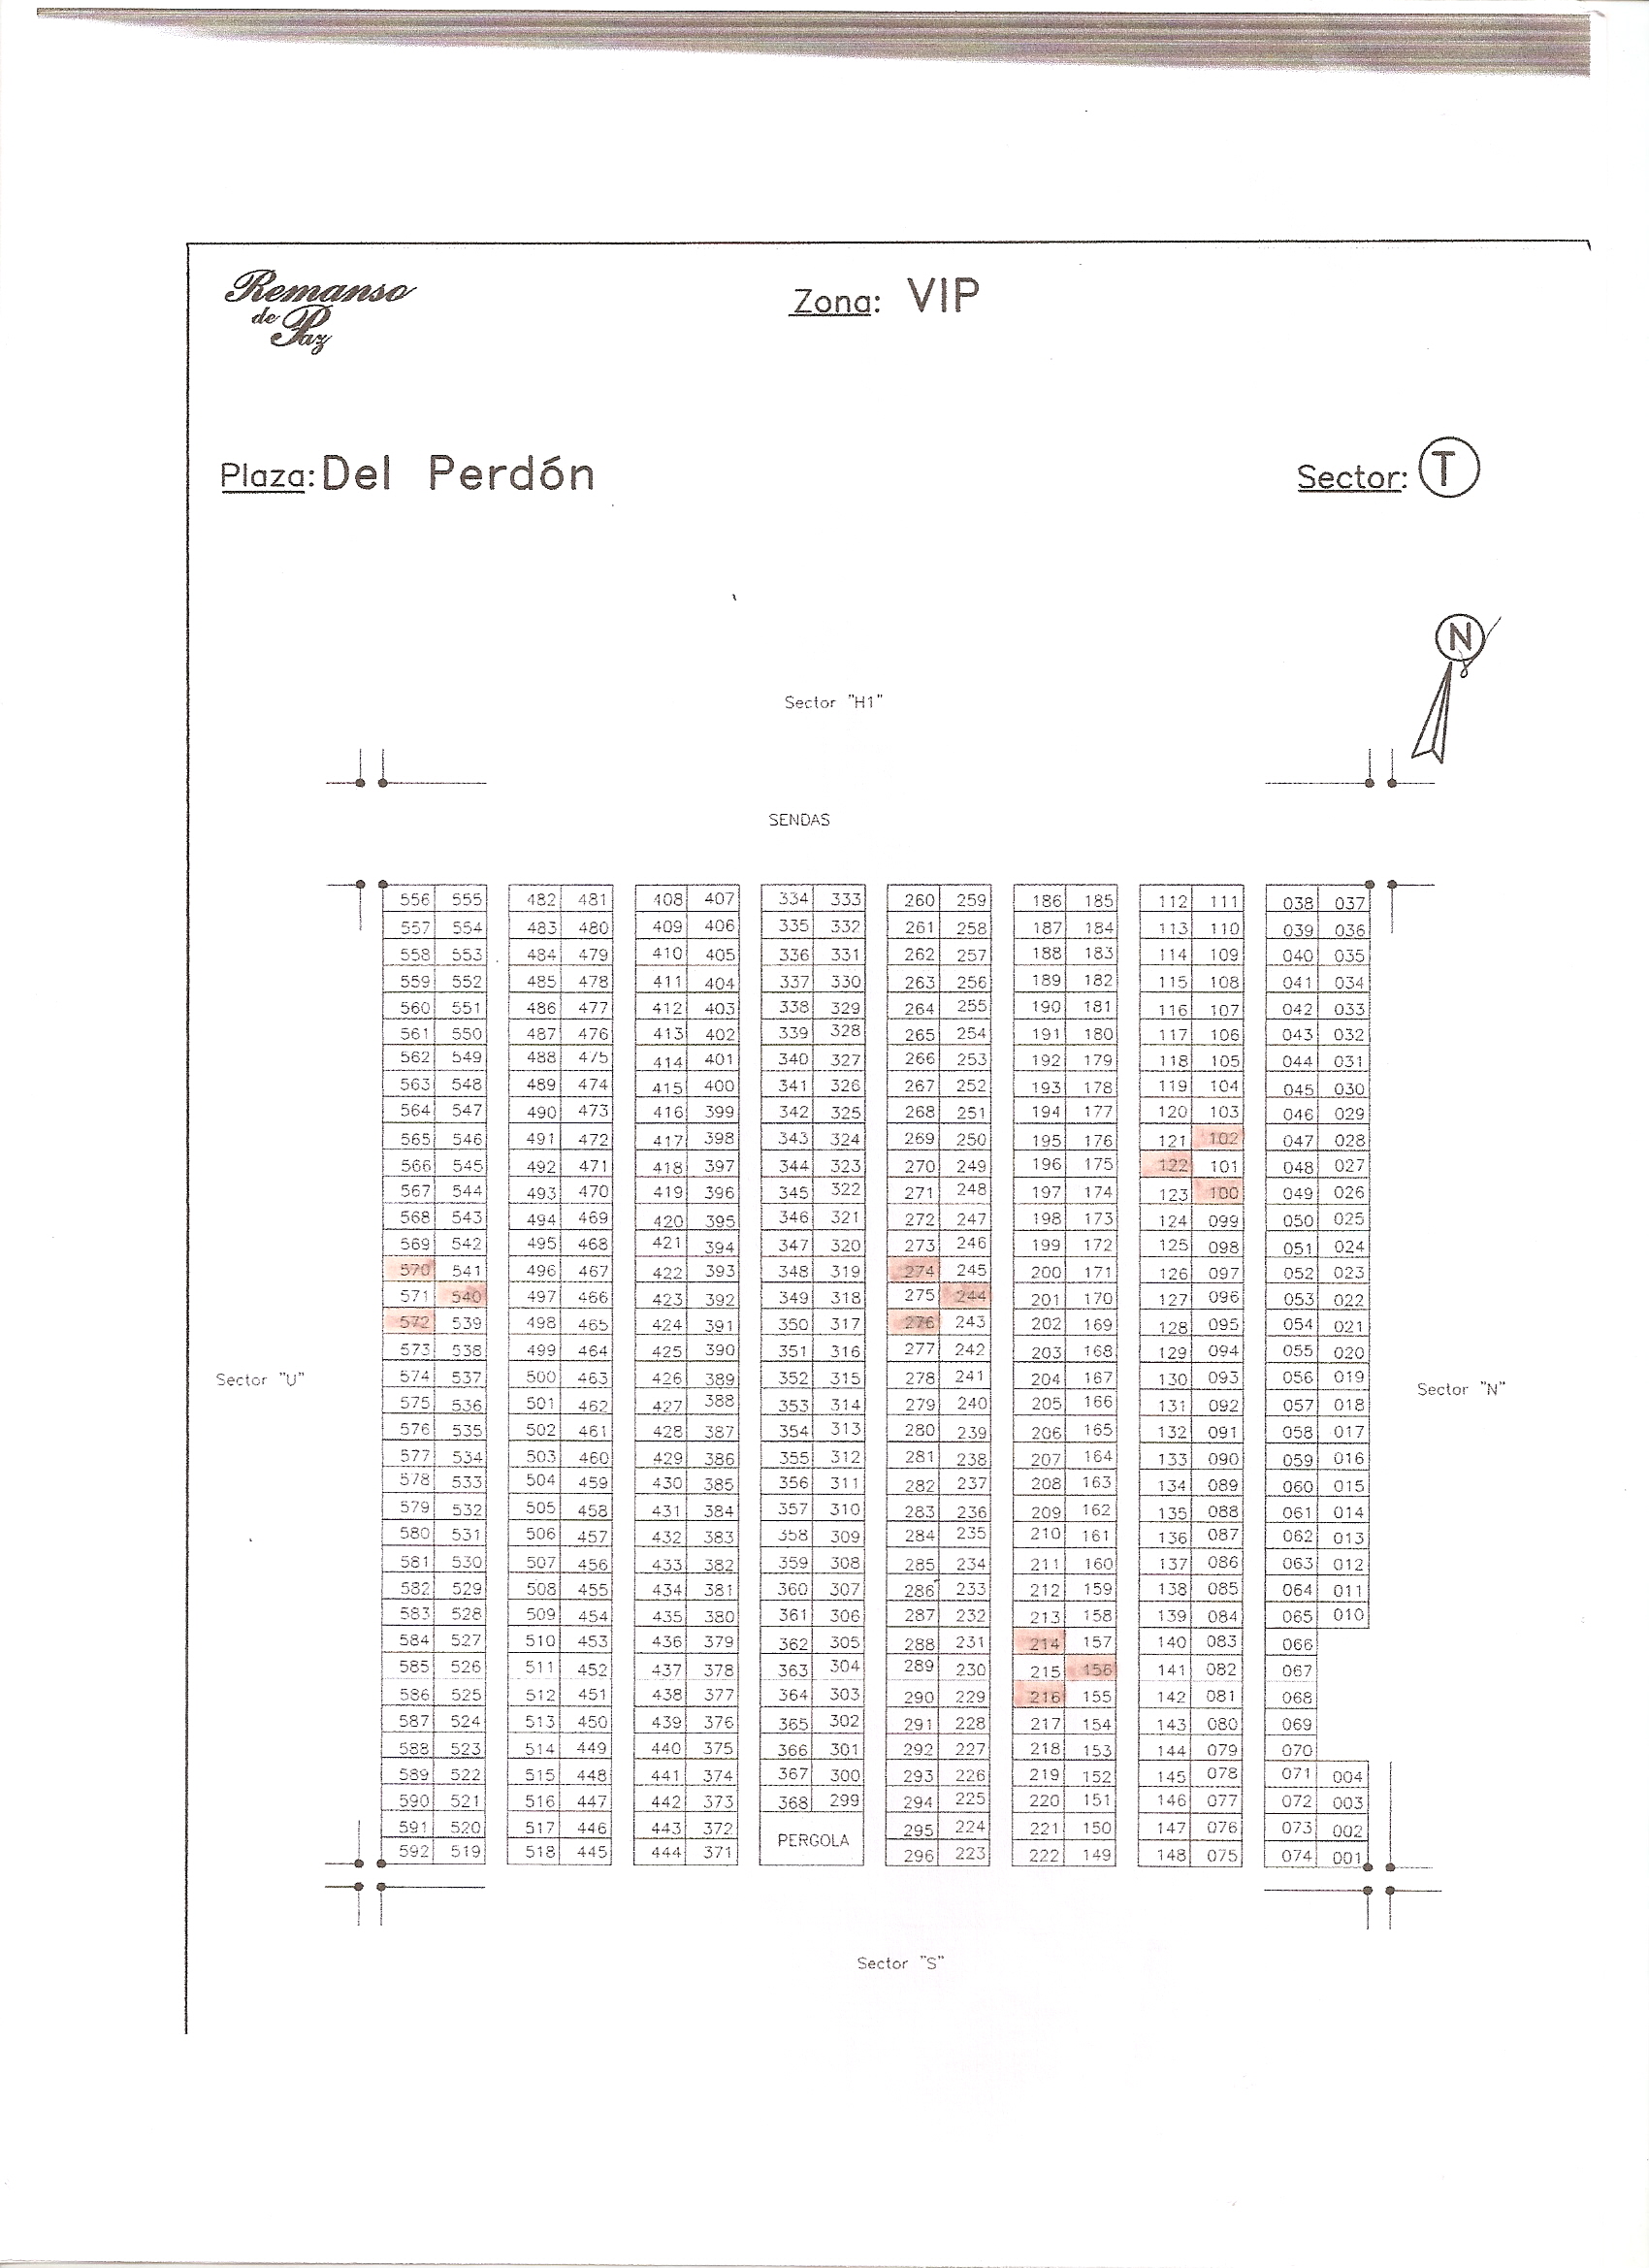 Remanso
de Paz
Zona: VIP
Plaza: Del Perdón
Sector: T
N
Sector "H1"
SENDAS
556 555 482 481 408 407 334 333 260 259 186 185 112 111 038 037
557 554 483 480 409 406 335 332 261 258 187 184 113 110 039 036
558 553 484 479 410 405 336 331 262 257 188 183 114 109 040 035
559 552 485 478 411 404 337 330 263 256 189 182 115 108 041 034
560 551 486 477 412 403 338 329 264 255 190 181 116 107 042 033
561 550 487 476 413 402 339 328 265 254 191 180 117 106 043 032
562 549 488 475 414 401 340 327 266 253 192 179 118 105 044 031
563 548 489 474 415 400 341 326 267 252 193 178 119 104 045 030
564 547 490 473 416 399 342 325 268 251 194 177 120 103 046 029
565 546 491 472 417 398 343 324 269 250 195 176 121 102 047 028
566 545 492 471 418 397 344 323 270 249 196 175 122 101 048 027
567 544 493 470 419 396 345 322 271 248 197 174 123 100 049 026
568 543 494 469 420 395 346 321 272 247 198 173 124 099 050 025
569 542 495 468 421 394 347 320 273 246 199 172 125 098 051 024
570 541 496 467 422 393 348 319 274 245 200 171 126 097 052 023
571 540 497 466 423 392 349 318 275 244 201 170 127 096 053 022
572 539 498 465 424 391 350 317 276 243 202 169 128 095 054 021
573 538 499 464 425 390 351 316 277 242 203 168 129 094 055 020
574 537 500 463 426 389 352 315 278 241 204 167 130 093 056 019
575 536 501 462 427 388 353 314 279 240 205 166 131 092 057 018
576 535 502 461 428 387 354 313 280 239 206 165 132 091 058 017
577 534 503 460 429 386 355 312 281 238 207 164 133 090 059 016
578 533 504 459 430 385 356 311 282 237 208 163 134 089 060 015
579 532 505 458 431 384 357 310 283 236 209 162 135 088 061 014
580 531 506 457 432 383 358 309 284 235 210 161 136 087 062 013
581 530 507 456 433 382 359 308 285 234 211 160 137 086 063 012
582 529 508 455 434 381 360 307 286 233 212 159 138 085 064 011
583 528 509 454 435 380 361 306 287 232 213 158 139 084 065 010
584 527 510 453 436 379 362 305 288 231 214 157 140 083 066
585 526 511 452 437 378 363 304 289 230 215 156 141 082 067
586 525 512 451 438 377 364 303 290 229 216 155 142 081 068
587 524 513 450 439 376 365 302 291 228 217 154 143 080 069
588 523 514 449 440 375 366 301 292 227 218 153 144 079 070
589 522 515 448 441 374 367 300 293 226 219 152 145 078 071 004
590 521 516 447 442 373 368 299 294 225 220 151 146 077 072 003
591 520 517 446 443 372 PERGOLA 295 224 221 150 147 076 073 002
592 519 518 445 444 371 296 223 222 149 148 075 074 001
Sector "U"
Sector "N"
Sector "S"